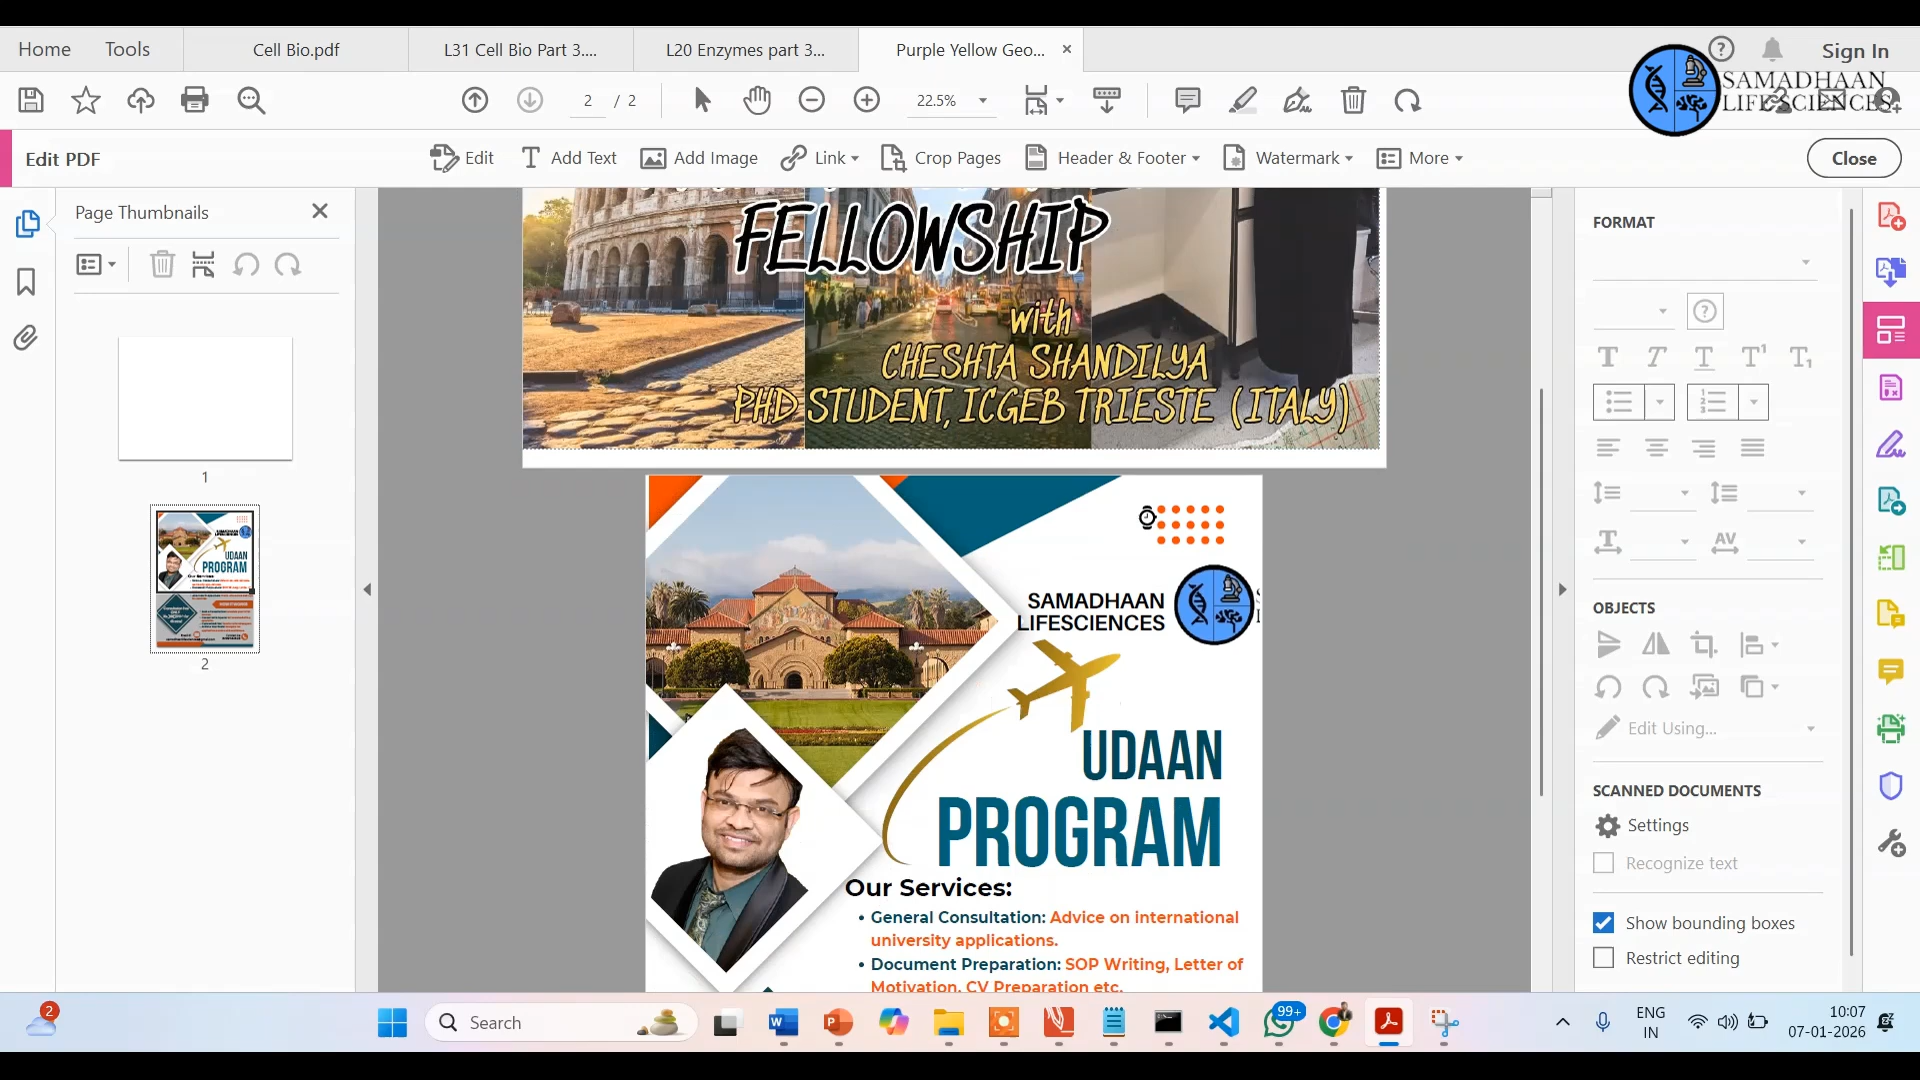 Home
Tools
Cell Bio.pdf
L31 Cell Bio Part 3....
L20 Enzymes part 3...
Purple Yellow Geo...
Sign In
2 / 2
22.5%
SAMADHAAN
LIFESCIENCES
Edit PDF
Edit
Add Text
Add Image
Link
Crop Pages
Header & Footer
Watermark
More
Close
Page Thumbnails
1
2
FELLOWSHIP
with
CHESHTA SHANDILYA
PHD STUDENT, ICGEB TRIESTE (ITALY)
SAMADHAAN
LIFESCIENCES
UDAAN
PROGRAM
Our Services:
• General Consultation: Advice on international
university applications.
• Document Preparation: SOP Writing, Letter of
Motivation, CV Preparation etc.
FORMAT
OBJECTS
Edit Using...
SCANNED DOCUMENTS
Settings
Recognize text
Show bounding boxes
Restrict editing
2
Search
99+
ENG
IN
10:07
07-01-2026